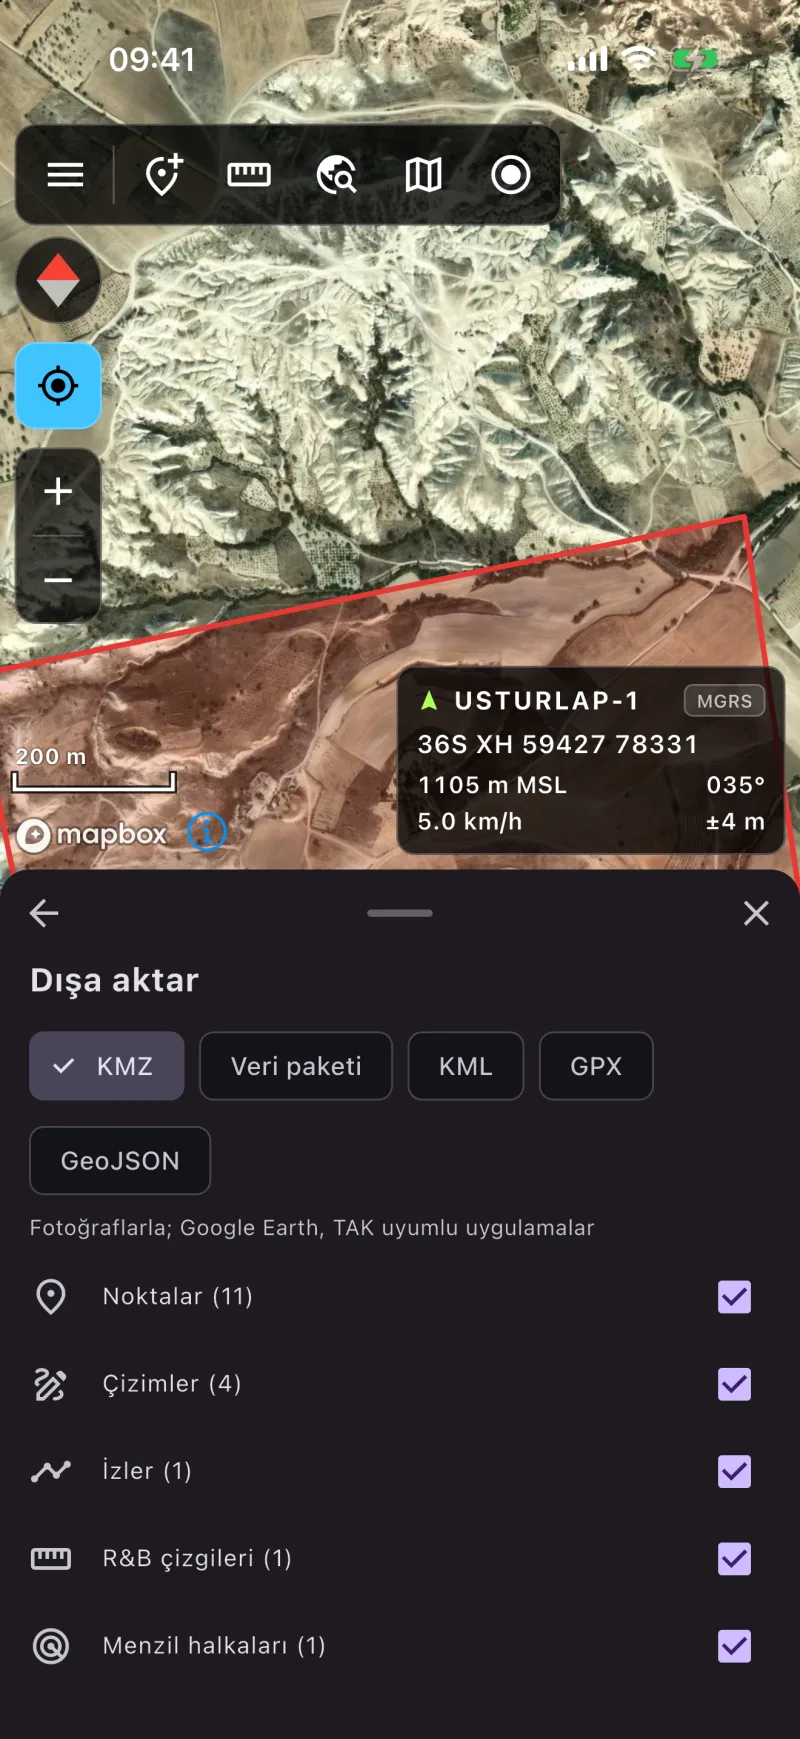 09:41
USTURLAP-1 MGRS
36S XH 59427 78331
1105 m MSL 035°
5.0 km/h ±4 m
200 m
mapbox
Dışa aktar
KMZ Veri paketi KML GPX
GeoJSON
Fotoğraflarla; Google Earth, TAK uyumlu uygulamalar
Noktalar (11)
Çizimler (4)
İzler (1)
R&B çizgileri (1)
Menzil halkaları (1)